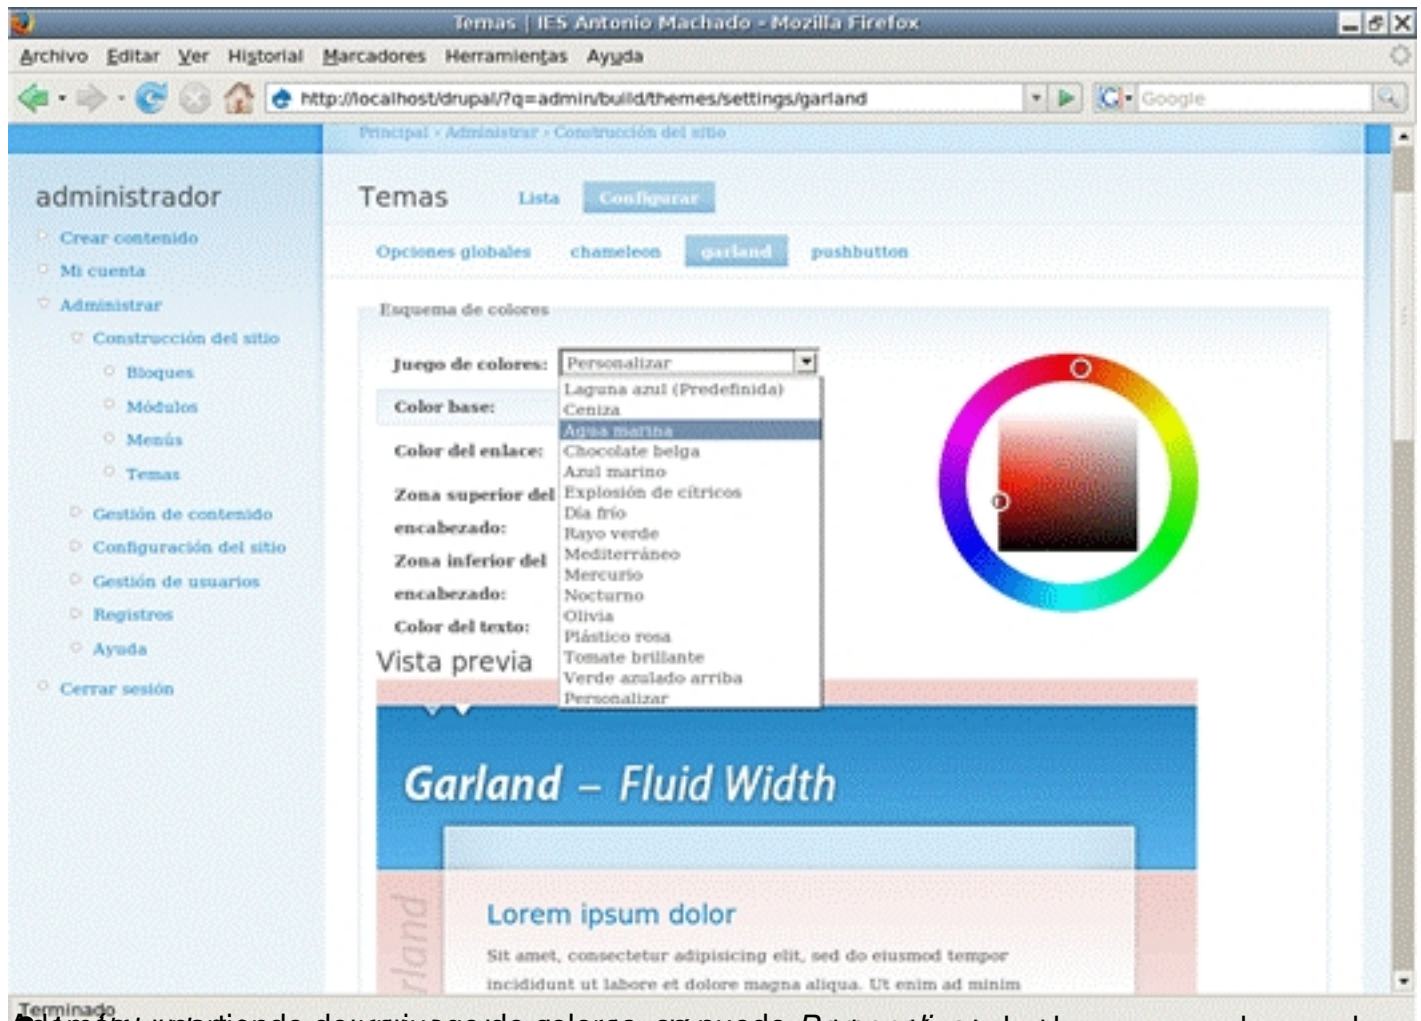 Temas | IES Antonio Machado - Mozilla Firefox
Archivo Editar Ver Historial Marcadores Herramientas Ayuda
http://localhost/drupal/?q=admin/build/themes/settings/garland
Google
Principal » Administrar » Construcción del sitio
administrador
Crear contenido
Mi cuenta
Administrar
Construcción del sitio
Bloques
Módulos
Menús
Temas
Gestión de contenido
Configuración del sitio
Gestión de usuarios
Registros
Ayuda
Cerrar sesión
Temas Lista Configurar
Opciones globales chameleon garland pushbutton
Esquema de colores
Juego de colores: Personalizar
Laguna azul (Predefinida)
Ceniza
Agua marina
Chocolate belga
Azul marino
Explosión de cítricos
Día frío
Rayo verde
Mediterráneo
Mercurio
Nocturno
Olivia
Plástico rosa
Tomate brillante
Verde azulado arriba
Personalizar
Color base:
Color del enlace:
Zona superior del
encabezado:
Zona inferior del
encabezado:
Color del texto:
Vista previa
Garland – Fluid Width
Lorem ipsum dolor
Sit amet, consectetur adipisicing elit, sed do eiusmod tempor
incididunt ut labore et dolore magna aliqua. Ut enim ad minim
Terminado